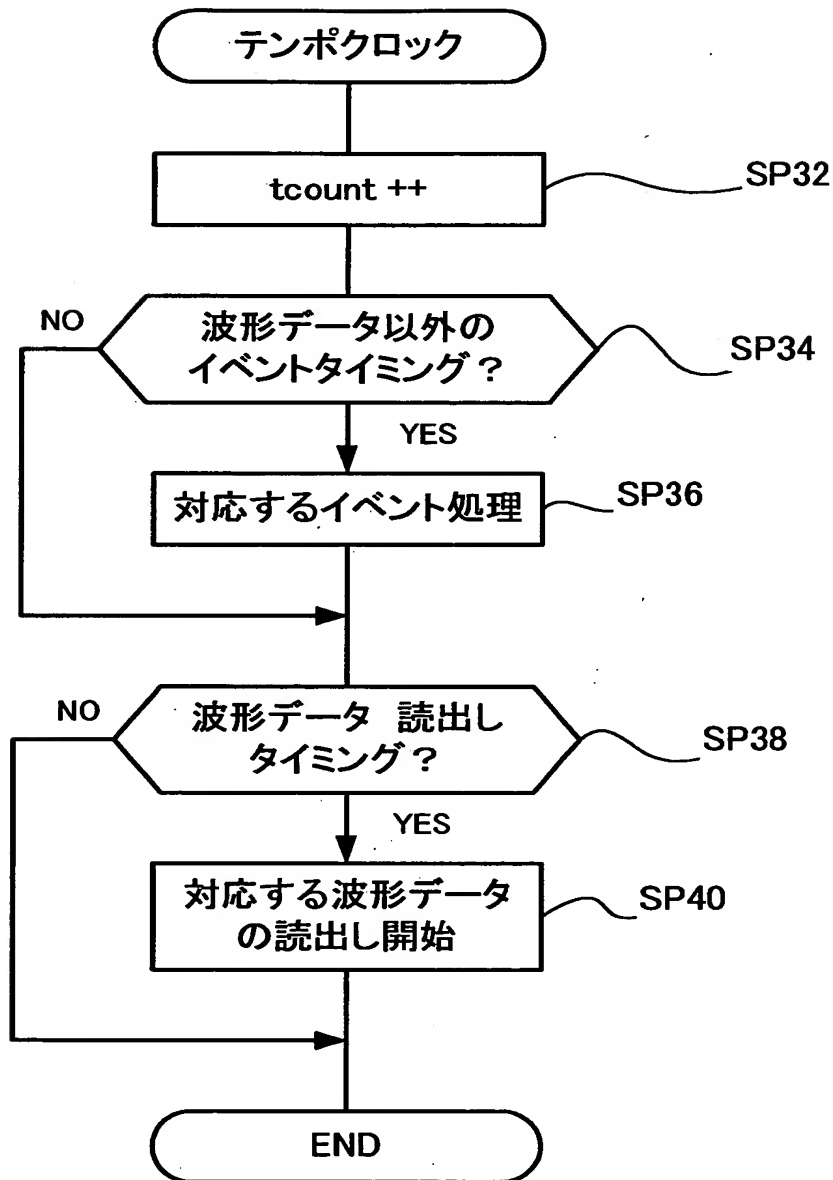 テンポクロック
tcount ++
SP32
波形データ以外の
イベントタイミング?
NO
SP34
YES
対応するイベント処理
SP36
波形データ 読出し
タイミング?
NO
SP38
YES
対応する波形データ
の読出し開始
SP40
END